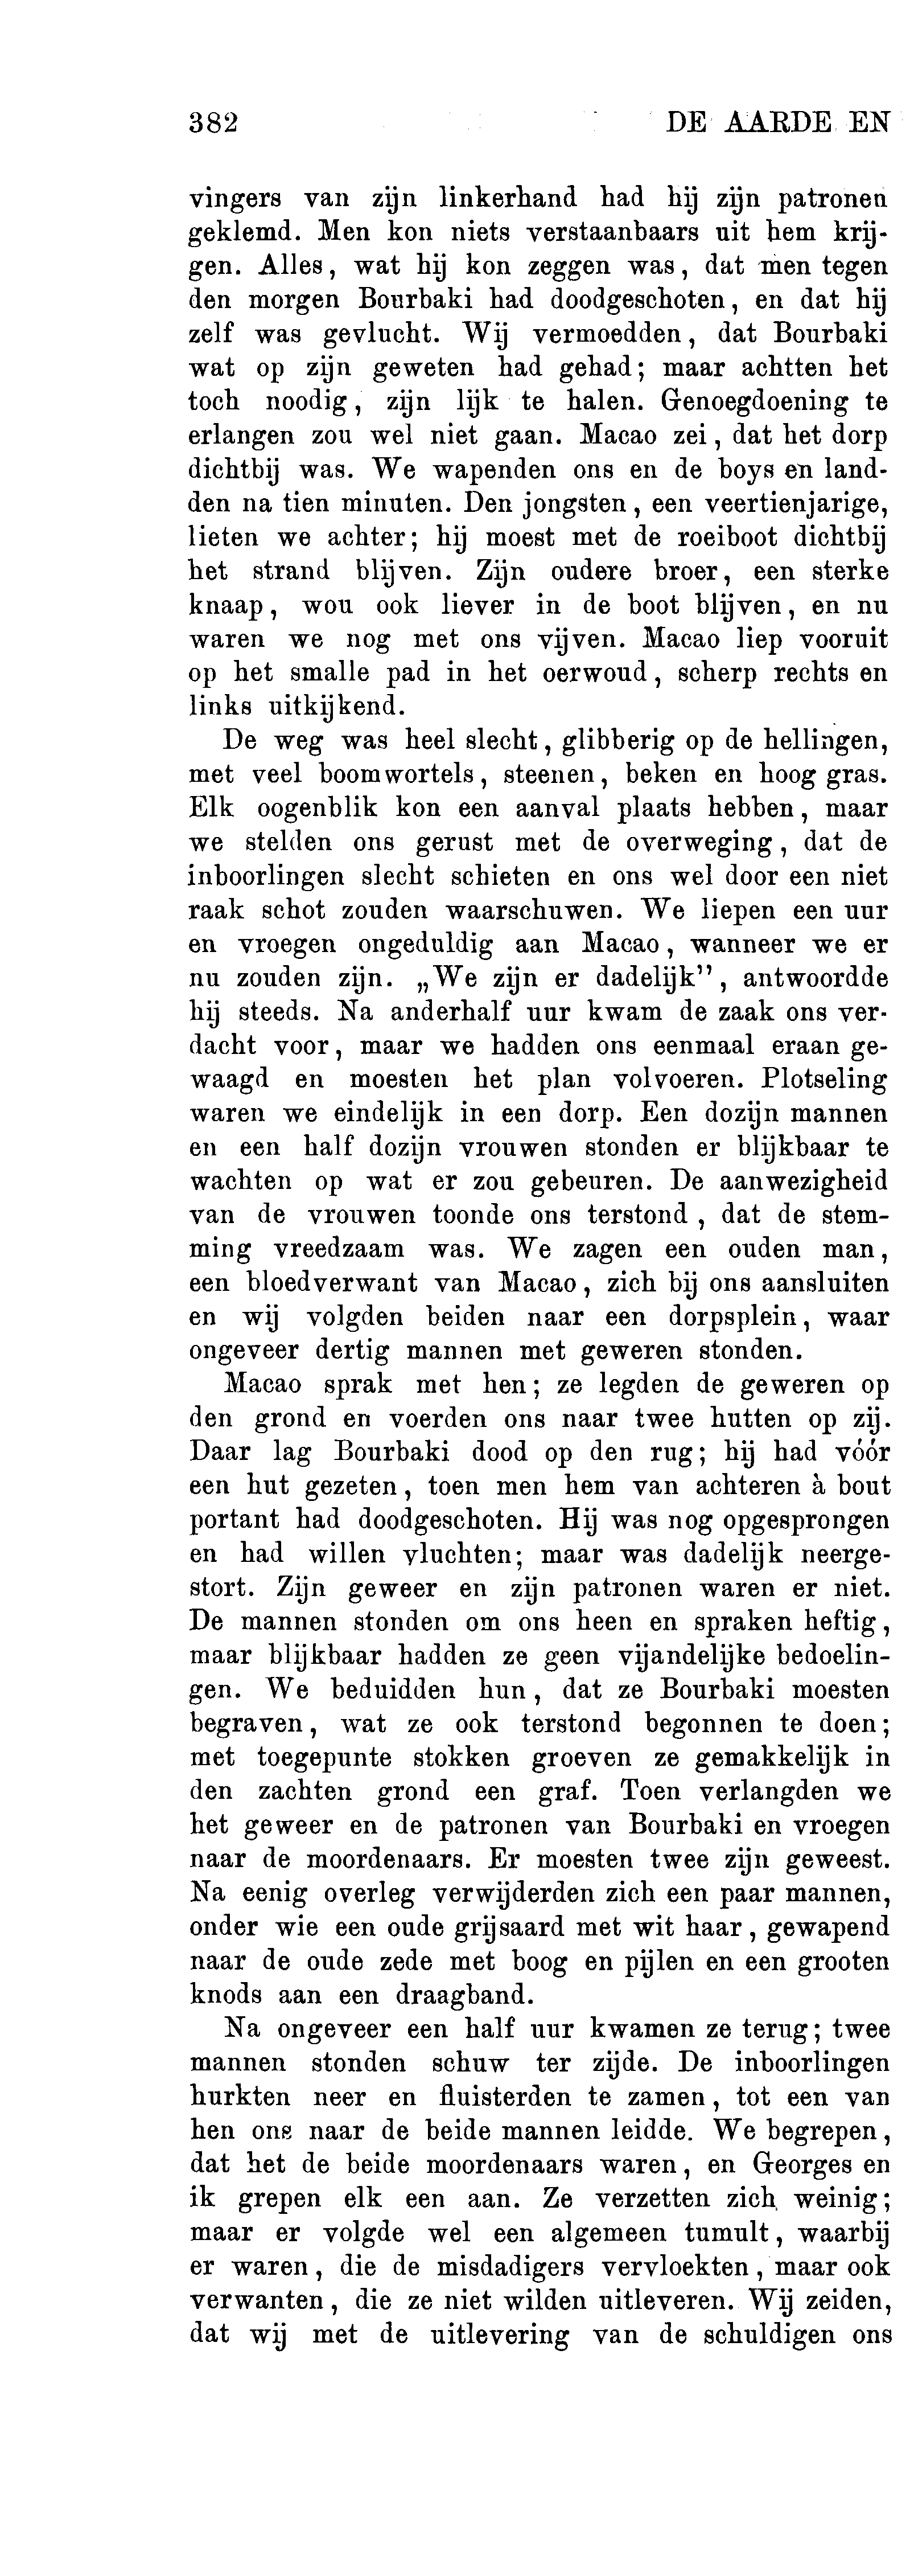 382 DE AARDE EN
vingers van zijn linkerhand had hij zijn patronen
geklemd. Men kon niets verstaanbaars uit hem krij-
gen. Alles, wat hij kon zeggen was, dat men tegen
den morgen Bourbaki had doodgeschoten, en dat hij
zelf was gevlucht. Wij vermoedden, dat Bourbaki
wat op zijn geweten had gehad; maar achtten het
toch noodig, zijn lijk te halen. Genoegdoening te
erlangen zou wel niet gaan. Macao zei, dat het dorp
dichtbij was. We wapenden ons en de boys en land-
den na tien minuten. Den jongsten, een veertienjarige,
lieten we achter; hij moest met de roeiboot dichtbij
het strand blijven. Zijn oudere broer, een sterke
knaap, wou ook liever in de boot blijven, en nu
waren we nog met ons vijven. Macao liep vooruit
op het smalle pad in het oerwoud, scherp rechts en
links uitkijkend.
De weg was heel slecht, glibberig op de hellingen,
met veel boomwortels, steenen, beken en hoog gras.
Elk oogenblik kon een aanval plaats hebben, maar
we stelden ons gerust met de overweging, dat de
inboorlingen slecht schieten en ons wel door een niet
raak schot zouden waarschuwen. We liepen een uur
en vroegen ongeduldig aan Macao, wanneer we er
nu zouden zijn. „We zijn er dadelijk”, antwoordde
hij steeds. Na anderhalf uur kwam de zaak ons ver-
dacht voor, maar we hadden ons eenmaal eraan ge-
waagd en moesten het plan volvoeren. Plotseling
waren we eindelijk in een dorp. Een dozijn mannen
en een half dozijn vrouwen stonden er blijkbaar te
wachten op wat er zou gebeuren. De aanwezigheid
van de vrouwen toonde ons terstond, dat de stem-
ming vreedzaam was. We zagen een ouden man,
een bloedverwant van Macao, zich bij ons aansluiten
en wij volgden beiden naar een dorpsplein, waar
ongeveer dertig mannen met geweren stonden.
Macao sprak met hen; ze legden de geweren op
den grond en voerden ons naar twee hutten op zij.
Daar lag Bourbaki dood op den rug; hij had vóór
een hut gezeten, toen men hem van achteren à bout
portant had doodgeschoten. Hij was nog opgesprongen
en had willen vluchten; maar was dadelijk neerge-
stort. Zijn geweer en zijn patronen waren er niet.
De mannen stonden om ons heen en spraken heftig,
maar blijkbaar hadden ze geen vijandelijke bedoelin-
gen. We beduidden hun, dat ze Bourbaki moesten
begraven, wat ze ook terstond begonnen te doen;
met toegepunte stokken groeven ze gemakkelijk in
den zachten grond een graf. Toen verlangden we
het geweer en de patronen van Bourbaki en vroegen
naar de moordenaars. Er moesten twee zijn geweest.
Na eenig overleg verwijderden zich een paar mannen,
onder wie een oude grijsaard met wit haar, gewapend
naar de oude zede met boog en pijlen en een grooten
knods aan een draagband.
Na ongeveer een half uur kwamen ze terug; twee
mannen stonden schuw ter zijde. De inboorlingen
hurkten neer en fluisterden te zamen, tot een van
hen ons naar de beide mannen leidde. We begrepen,
dat het de beide moordenaars waren, en Georges en
ik grepen elk een aan. Ze verzetten zich weinig;
maar er volgde wel een algemeen tumult, waarbij
er waren, die de misdadigers vervloekten, maar ook
verwanten, die ze niet wilden uitleveren. Wij zeiden,
dat wij met de uitlevering van de schuldigen ons